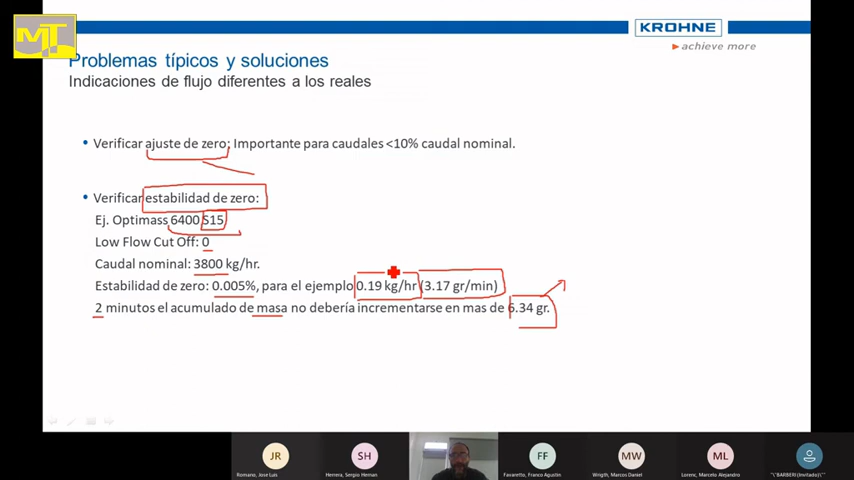 MT
KROHNE
achieve more
Problemas típicos y soluciones
Indicaciones de flujo diferentes a los reales
• Verificar ajuste de zero: Importante para caudales <10% caudal nominal.
• Verificar estabilidad de zero:
Ej. Optimass 6400 S15
Low Flow Cut Off: 0
Caudal nominal: 3800 kg/hr.
Estabilidad de zero: 0.005%, para el ejemplo 0.19 kg/hr (3.17 gr/min)
2 minutos el acumulado de masa no debería incrementarse en mas de 6.34 gr.
JR
SH
FF
MW
ML
Romano, Jose Luis
Herrera, Sergio Hernan
Favaretto, Franco Agustin
Wrigth, Marcos Daniel
Lorenc, Marcelo Alejandro
"\"BARBERI (Invitado)\""